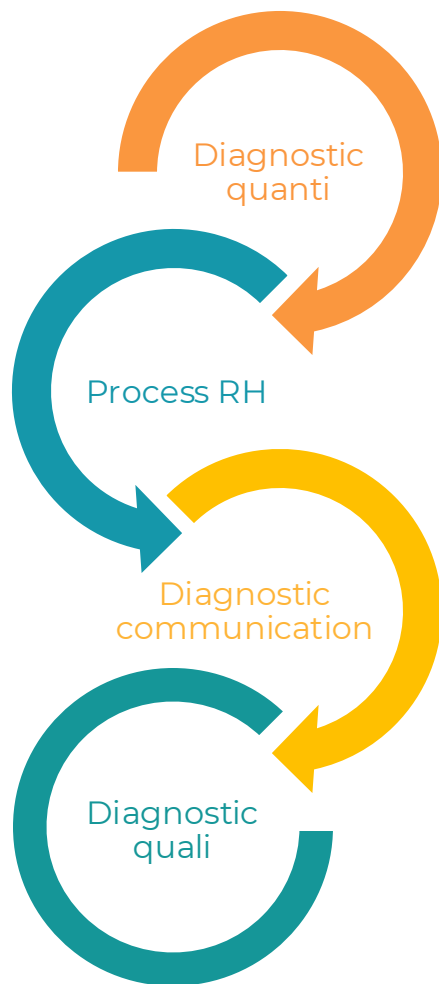 Diagnostic
quanti
Process RH
Diagnostic
communication
Diagnostic
quali